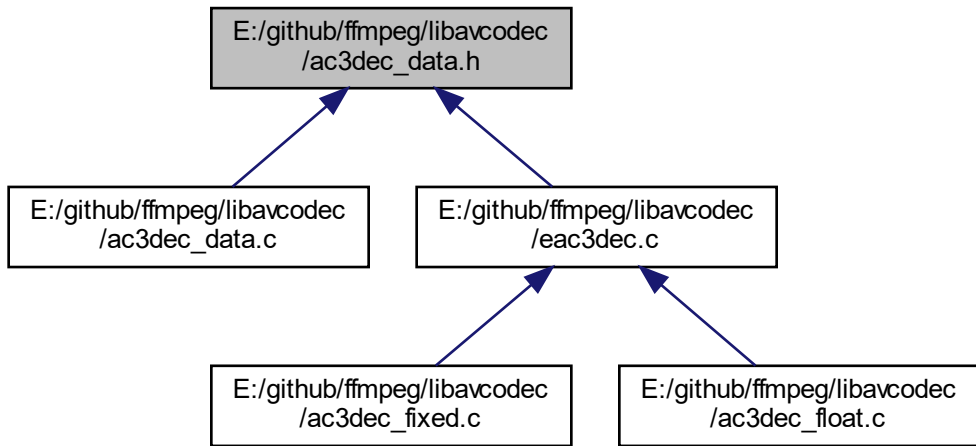 E:/github/ffmpeg/libavcodec
/ac3dec_data.h
E:/github/ffmpeg/libavcodec
/ac3dec_data.c
E:/github/ffmpeg/libavcodec
/eac3dec.c
E:/github/ffmpeg/libavcodec
/ac3dec_fixed.c
E:/github/ffmpeg/libavcodec
/ac3dec_float.c